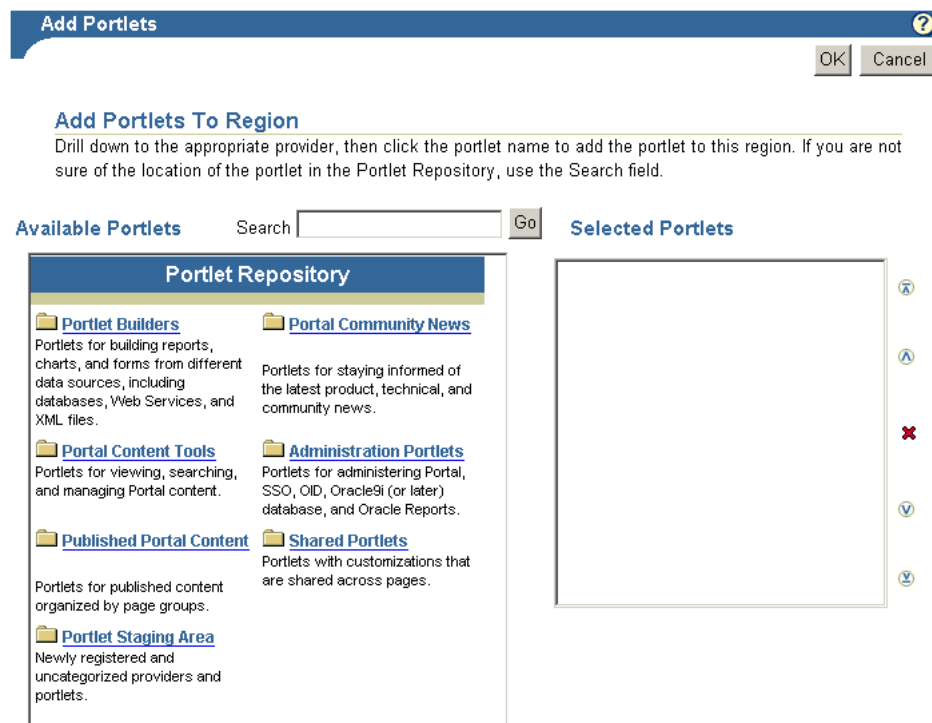 Add Portlets
?
OK
Cancel
Add Portlets To Region
Drill down to the appropriate provider, then click the portlet name to add the portlet to this region. If you are not
sure of the location of the portlet in the Portlet Repository, use the Search field.
Available Portlets
Search
Go
Selected Portlets
Portlet Repository
Portlet Builders
Portlets for building reports,
charts, and forms from different
data sources, including
databases, Web Services, and
XML files.
Portal Community News
Portlets for staying informed of
the latest product, technical, and
community news.
Portal Content Tools
Portlets for viewing, searching,
and managing Portal content.
Administration Portlets
Portlets for administering Portal,
SSO, OID, Oracle9i (or later)
database, and Oracle Reports.
Published Portal Content
Portlets for published content
organized by page groups.
Shared Portlets
Portlets with customizations that
are shared across pages.
Portlet Staging Area
Newly registered and
uncategorized providers and
portlets.